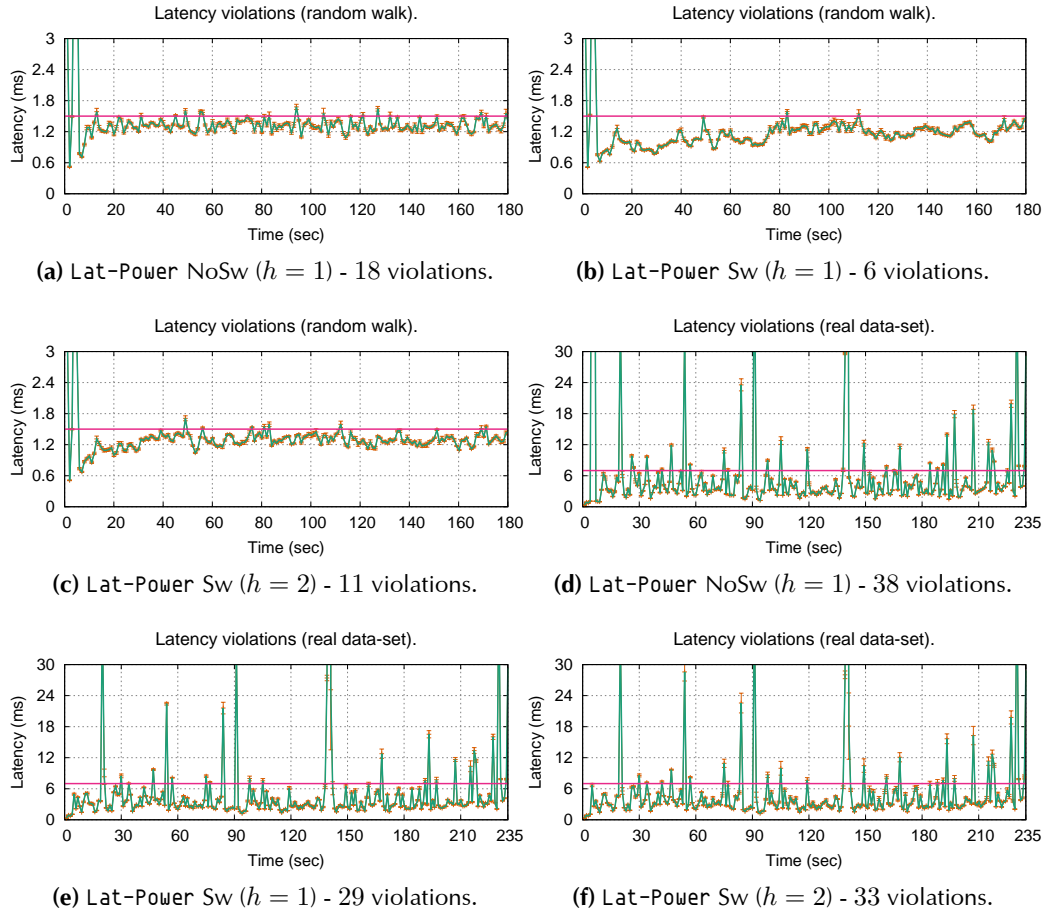 Latency violations (random walk).
Latency (ms)
3
2.4
1.8
1.2
0.6
0
0 20 40 60 80 100 120 140 160 180
Time (sec)
(a) Lat-Power NoSw (h = 1) - 18 violations.
Latency violations (random walk).
Latency (ms)
3
2.4
1.8
1.2
0.6
0
0 20 40 60 80 100 120 140 160 180
Time (sec)
(b) Lat-Power Sw (h = 1) - 6 violations.
Latency violations (random walk).
Latency (ms)
3
2.4
1.8
1.2
0.6
0
0 20 40 60 80 100 120 140 160 180
Time (sec)
(c) Lat-Power Sw (h = 2) - 11 violations.
Latency violations (real data-set).
Latency (ms)
30
24
18
12
6
0
0 30 60 90 120 150 180 210 235
Time (sec)
(d) Lat-Power NoSw (h = 1) - 38 violations.
Latency violations (real data-set).
Latency (ms)
30
24
18
12
6
0
0 30 60 90 120 150 180 210 235
Time (sec)
(e) Lat-Power Sw (h = 1) - 29 violations.
Latency violations (real data-set).
Latency (ms)
30
24
18
12
6
0
0 30 60 90 120 150 180 210 235
Time (sec)
(f) Lat-Power Sw (h = 2) - 33 violations.